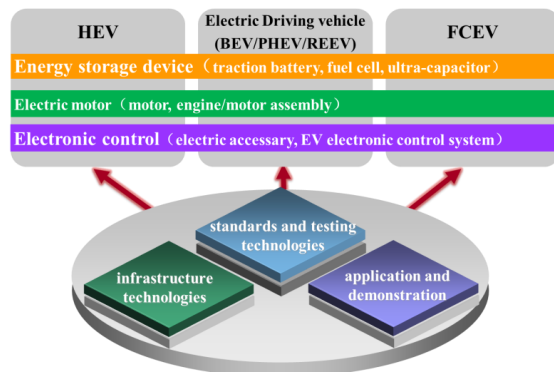 HEV
Electric Driving vehicle
(BEV/PHEV/REEV)
FCEV
Energy storage device（traction battery, fuel cell, ultra-capacitor）
Electric motor（motor, engine/motor assembly）
Electronic control（electric accessary, EV electronic control system）
standards and testing
technologies
infrastructure
technologies
application and
demonstration